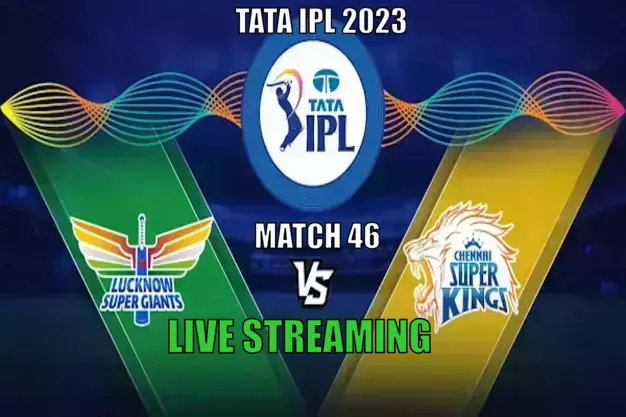 TATA IPL 2023
TATA
IPL
MATCH 46
VS
LUCKNOW
SUPER GIANTS
CHENNAI
SUPER
KINGS
LIVE STREAMING